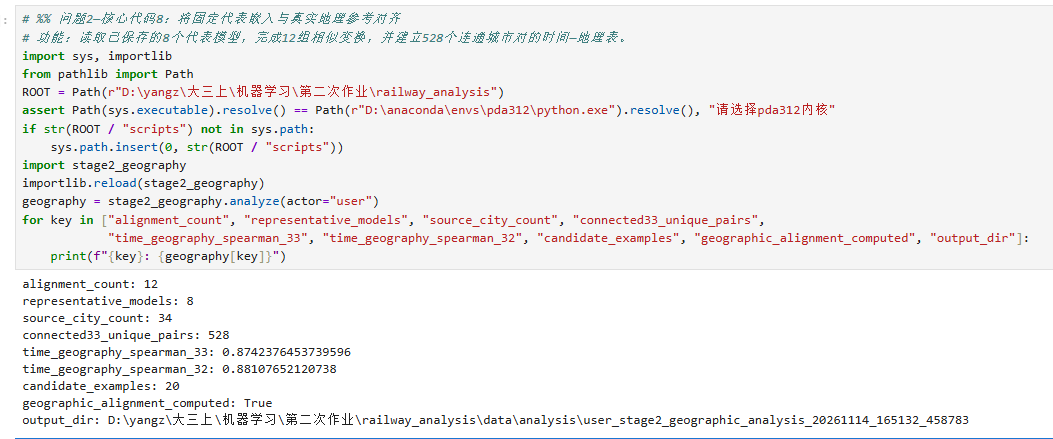 # %% 问题2—核心代码8：将固定代表嵌入与真实地理参考对齐
# 功能：读取已保存的8个代表模型，完成12组相似变换，并建立528个连通城市对的时间—地理表。
import sys, importlib
from pathlib import Path
ROOT = Path(r"D:\yangz\大三上\机器学习\第二次作业\railway_analysis")
assert Path(sys.executable).resolve() == Path(r"D:\anaconda\envs\pda312\python.exe").resolve(), "请选择pda312内核"
if str(ROOT / "scripts") not in sys.path:
    sys.path.insert(0, str(ROOT / "scripts"))
import stage2_geography
importlib.reload(stage2_geography)
geography = stage2_geography.analyze(actor="user")
for key in ["alignment_count", "representative_models", "source_city_count", "connected33_unique_pairs",
            "time_geography_spearman_33", "time_geography_spearman_32", "candidate_examples", "geographic_alignment_computed", "output_dir"]:
    print(f"{key}: {geography[key]}")
alignment_count: 12
representative_models: 8
source_city_count: 34
connected33_unique_pairs: 528
time_geography_spearman_33: 0.8742376453739596
time_geography_spearman_32: 0.88107652120738
candidate_examples: 20
geographic_alignment_computed: True
output_dir: D:\yangz\大三上\机器学习\第二次作业\railway_analysis\data\analysis\user_stage2_geographic_analysis_20261114_165132_458783